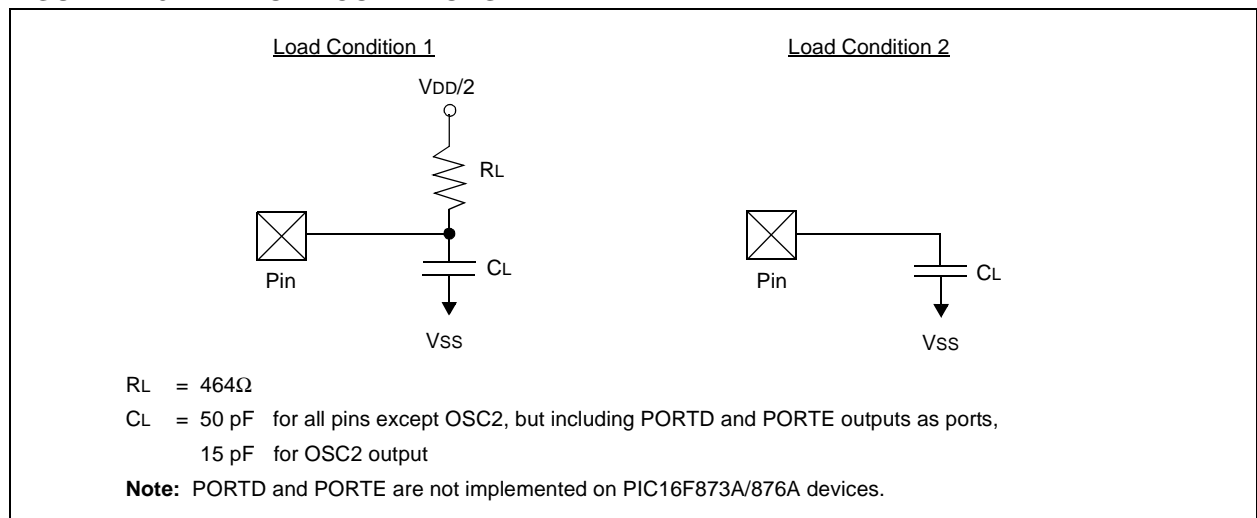 Load Condition 1
Load Condition 2
VDD/2
RL
Pin
CL
VSS
Pin
CL
VSS
RL = 464Ω
CL = 50 pF for all pins except OSC2, but including PORTD and PORTE outputs as ports,
15 pF for OSC2 output
Note: PORTD and PORTE are not implemented on PIC16F873A/876A devices.